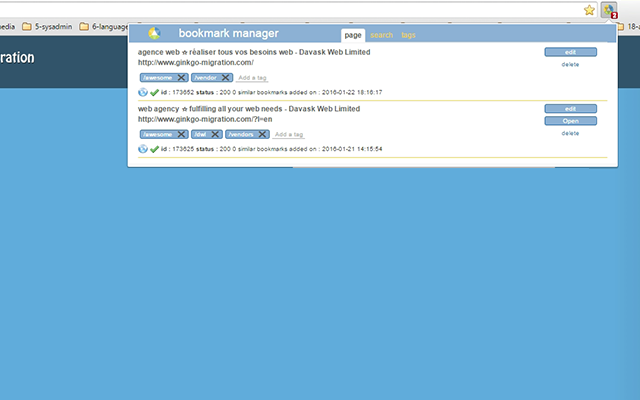 2
pedia 5-sysadmin 6-language 18-a
ration
bookmark manager page search tags
agence web ☆ rèaliser tous vos besoins web - Davask Web Limited edit
http://www.ginkgo-migration.com/ delete
/awesome /vendor Add a tag
id : 173652 status : 200 0 similar bookmarks added on : 2016-01-22 18:16:17
web agency ☆ fulfilling all your web needs - Davask Web Limited edit
http://www.ginkgo-migration.com/?l=en Open
/awesome /dwl /vendors Add a tag delete
id : 173625 status : 200 0 similar bookmarks added on : 2016-01-21 14:15:54